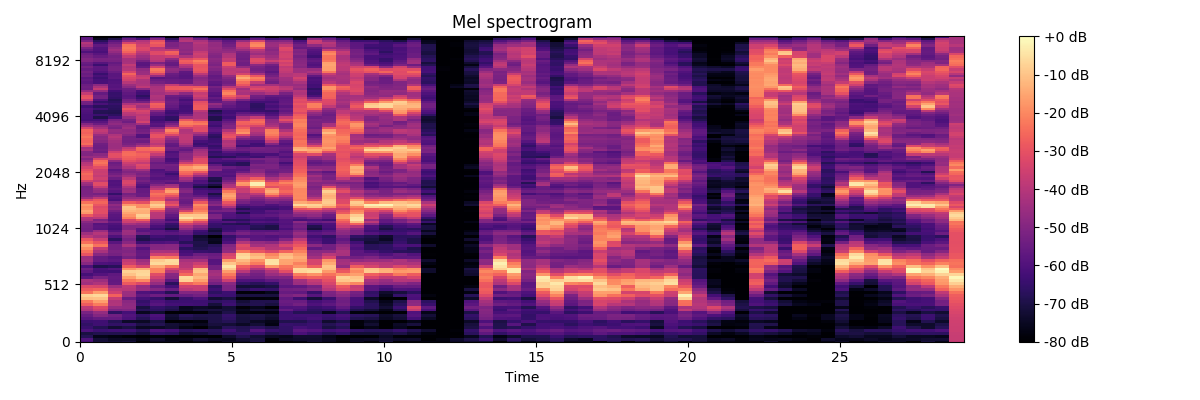 Mel spectrogram
Hz
8192
4096
2048
1024
512
0
0 5 10 15 20 25
Time
+0 dB
-10 dB
-20 dB
-30 dB
-40 dB
-50 dB
-60 dB
-70 dB
-80 dB